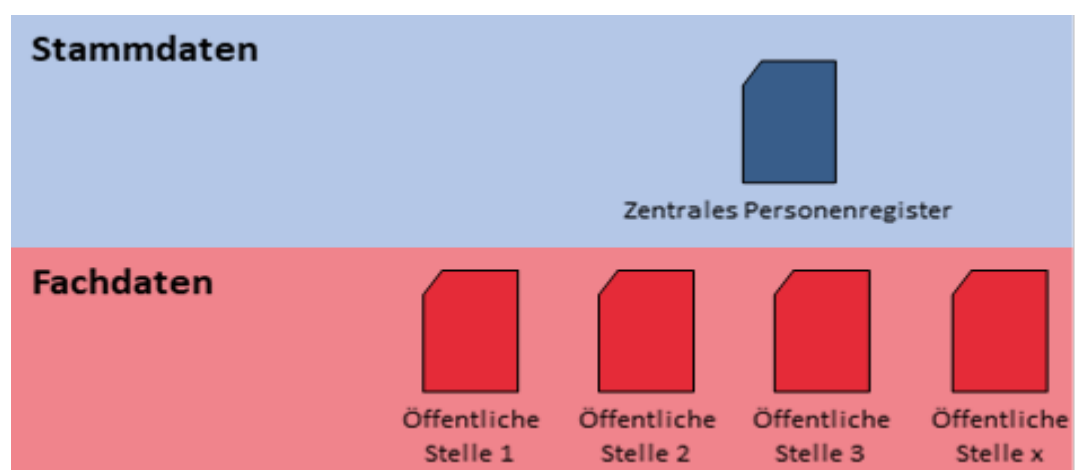 Stammdaten
Zentrales Personenregister
Fachdaten
Öffentliche Stelle 1
Öffentliche Stelle 2
Öffentliche Stelle 3
Öffentliche Stelle x